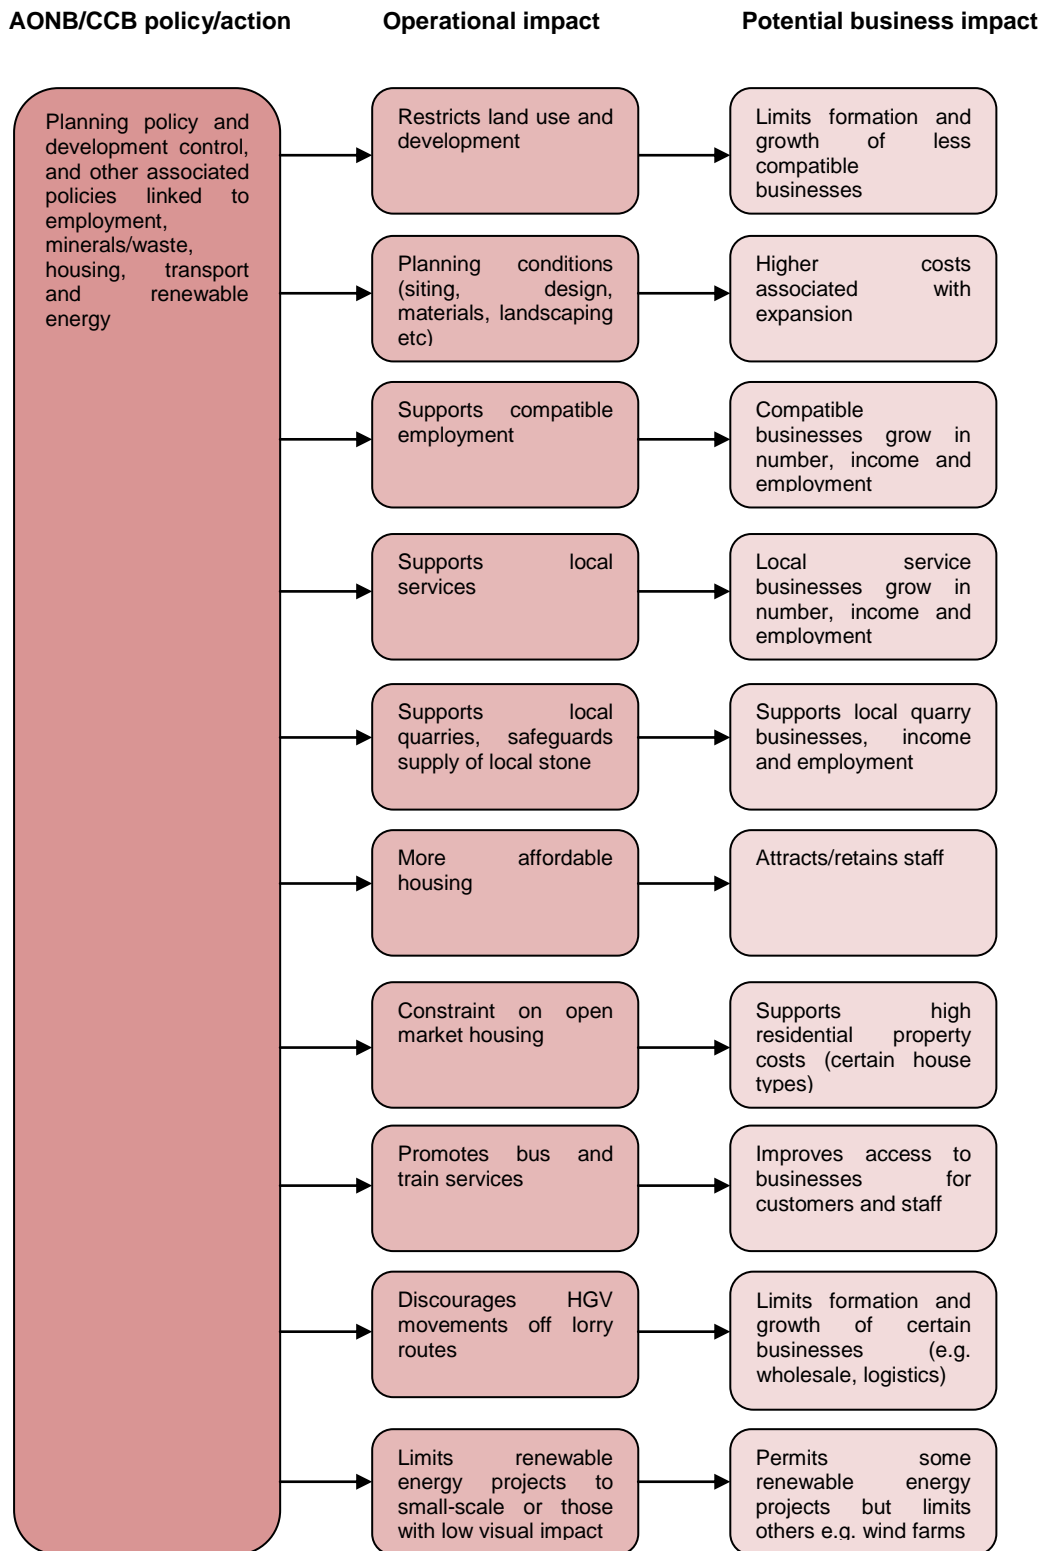 AONB/CCB policy/action
Operational impact
Potential business impact
Planning policy and
development control,
and other associated
policies linked to
employment,
minerals/waste,
housing, transport
and renewable
energy
Restricts land use and
development
Limits formation and
growth of less
compatible
businesses
Planning conditions
(siting, design,
materials, landscaping
etc)
Higher costs
associated with
expansion
Supports compatible
employment
Compatible
businesses grow in
number, income and
employment
Supports local
services
Local service
businesses grow in
number, income and
employment
Supports local
quarries, safeguards
supply of local stone
Supports local quarry
businesses, income
and employment
More affordable
housing
Attracts/retains staff
Constraint on open
market housing
Supports high
residential property
costs (certain house
types)
Promotes bus and
train services
Improves access to
businesses for
customers and staff
Discourages HGV
movements off lorry
routes
Limits formation and
growth of certain
businesses (e.g.
wholesale, logistics)
Limits renewable
energy projects to
small-scale or those
with low visual impact
Permits some
renewable energy
projects but limits
others e.g. wind farms